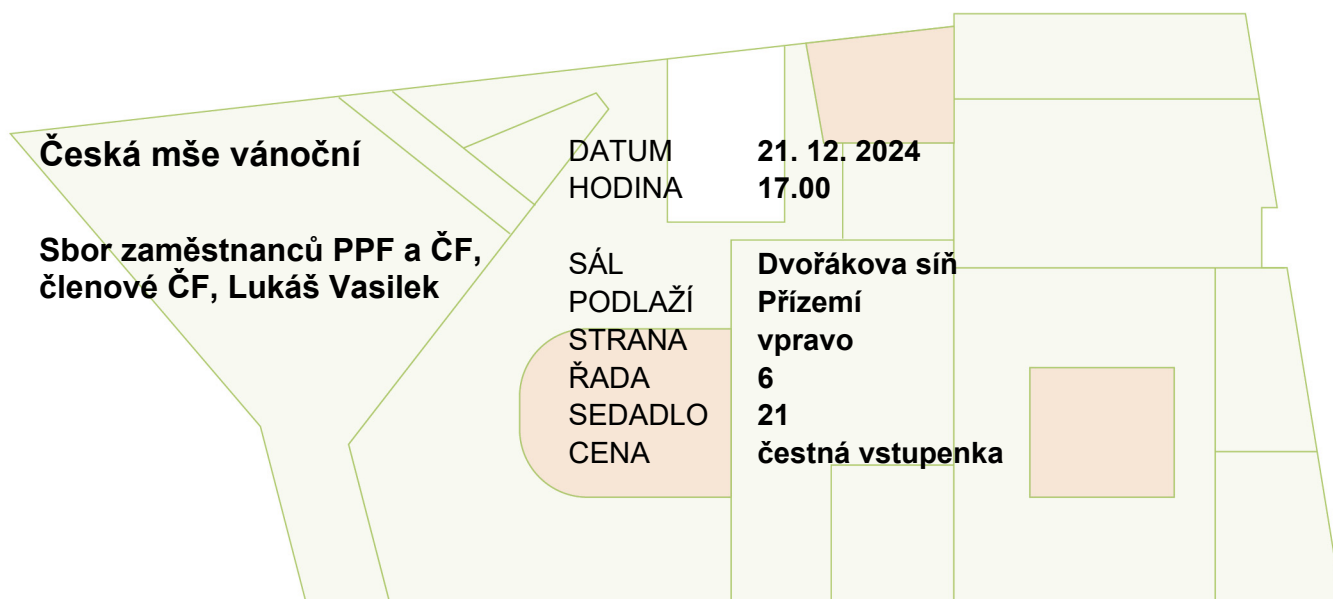 Česká mše vánoční
Sbor zaměstnanců PPF a ČF,
členové ČF, Lukáš Vasilek
DATUM 21. 12. 2024
HODINA 17.00
SÁL Dvořákova síň
PODLAŽÍ Přízemí
STRANA vpravo
ŘADA 6
SEDADLO 21
CENA čestná vstupenka